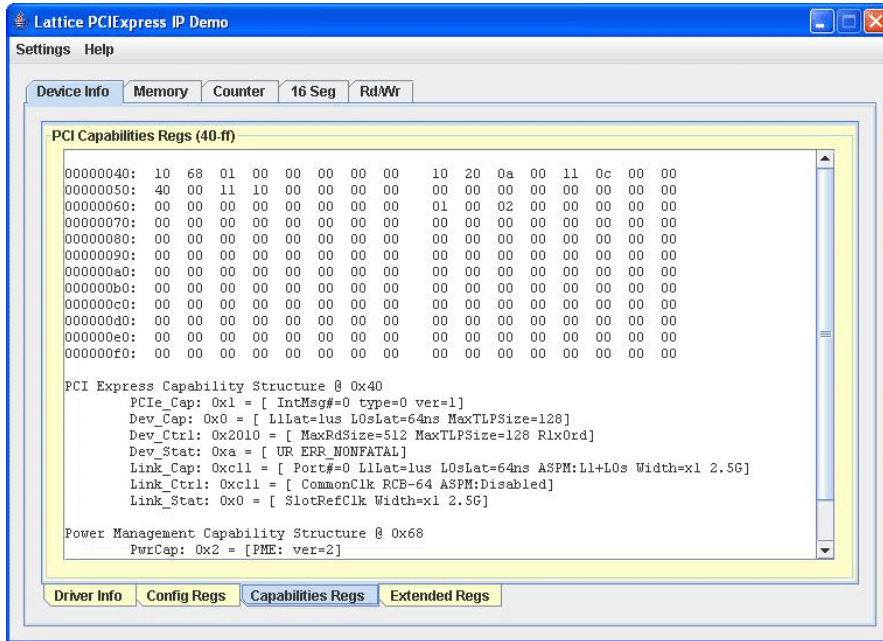 Lattice PCIExpress IP Demo
Settings Help
Device Info Memory Counter 16 Seg Rd/Wr
PCI Capabilities Regs (40-ff)
00000040: 10 68 01 00 00 00 00 00 10 20 0a 00 11 0c 00 00
00000050: 40 00 11 10 00 00 00 00 00 00 00 00 00 00 00 00
00000060: 00 00 00 00 00 00 00 00 01 00 02 00 00 00 00 00
00000070: 00 00 00 00 00 00 00 00 00 00 00 00 00 00 00 00
00000080: 00 00 00 00 00 00 00 00 00 00 00 00 00 00 00 00
00000090: 00 00 00 00 00 00 00 00 00 00 00 00 00 00 00 00
000000a0: 00 00 00 00 00 00 00 00 00 00 00 00 00 00 00 00
000000b0: 00 00 00 00 00 00 00 00 00 00 00 00 00 00 00 00
000000c0: 00 00 00 00 00 00 00 00 00 00 00 00 00 00 00 00
000000d0: 00 00 00 00 00 00 00 00 00 00 00 00 00 00 00 00
000000e0: 00 00 00 00 00 00 00 00 00 00 00 00 00 00 00 00
000000f0: 00 00 00 00 00 00 00 00 00 00 00 00 00 00 00 00
PCI Express Capability Structure @ 0x40
PCIe_Cap: 0x1 = [ IntMsg#=0 type=0 ver=1]
Dev_Cap: 0x0 = [ L1Lat=1us L0sLat=64ns MaxTLPSize=128]
Dev_Ctrl: 0x2010 = [ MaxRdSize=512 MaxTLPSize=128 RlxOrd]
Dev_Stat: 0xa = [ UR ERR_NONFATAL]
Link_Cap: 0xc11 = [ Port#=0 L1Lat=1us L0sLat=64ns ASPM:L1+L0s Width=x1 2.5G]
Link_Ctrl: 0xc11 = [ CommonClk RCB-64 ASPM:Disabled]
Link_Stat: 0x0 = [ SlotRefClk Width=x1 2.5G]
Power Management Capability Structure @ 0x68
PwrCap: 0x2 = [PME: ver=2]
Driver Info Config Regs Capabilities Regs Extended Regs